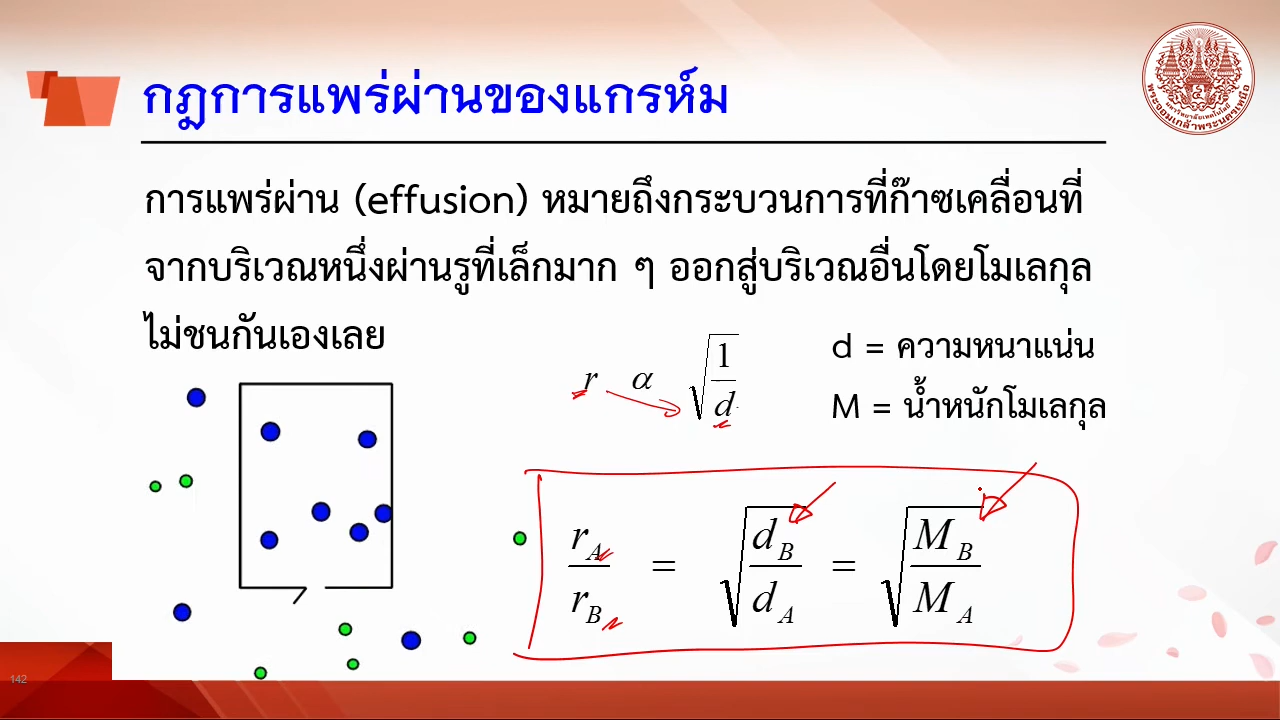 กฎการแพร่ผ่านของแกรห์ม
การแพร่ผ่าน (effusion) หมายถึงกระบวนการที่ก๊าซเคลื่อนที่
จากบริเวณหนึ่งผ่านรูที่เล็กมาก ๆ ออกสู่บริเวณอื่นโดยโมเลกุล
ไม่ชนกันเองเลย
r α √(1/d)
d = ความหนาแน่น
M = น้ำหนักโมเลกุล
r_A/r_B = √(d_B/d_A) = √(M_B/M_A)
142